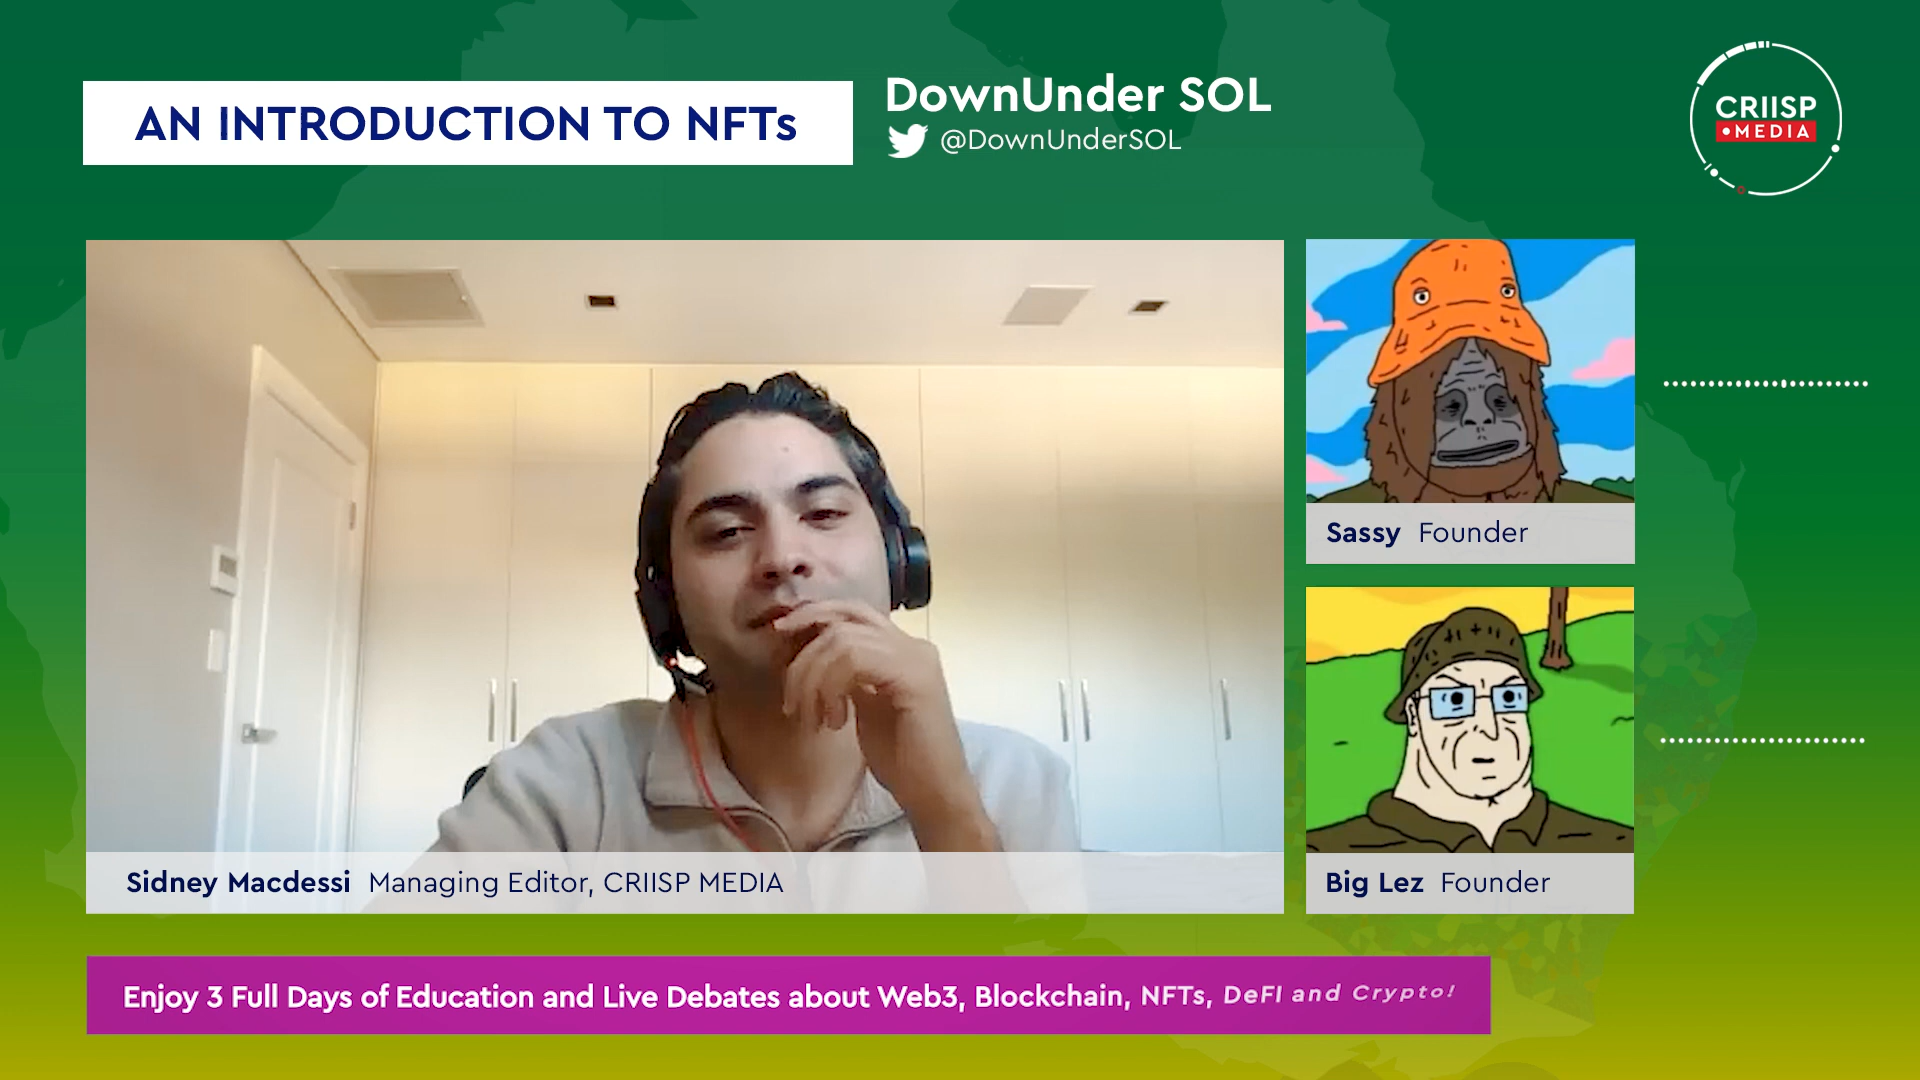 AN INTRODUCTION TO NFTs
DownUnder SOL
@DownUnderSOL
CRIISP
MEDIA
Sassy Founder
Sidney Macdessi Managing Editor, CRIISP MEDIA
Big Lez Founder
Enjoy 3 Full Days of Education and Live Debates about Web3, Blockchain, NFTs, DeFI and Crypto!